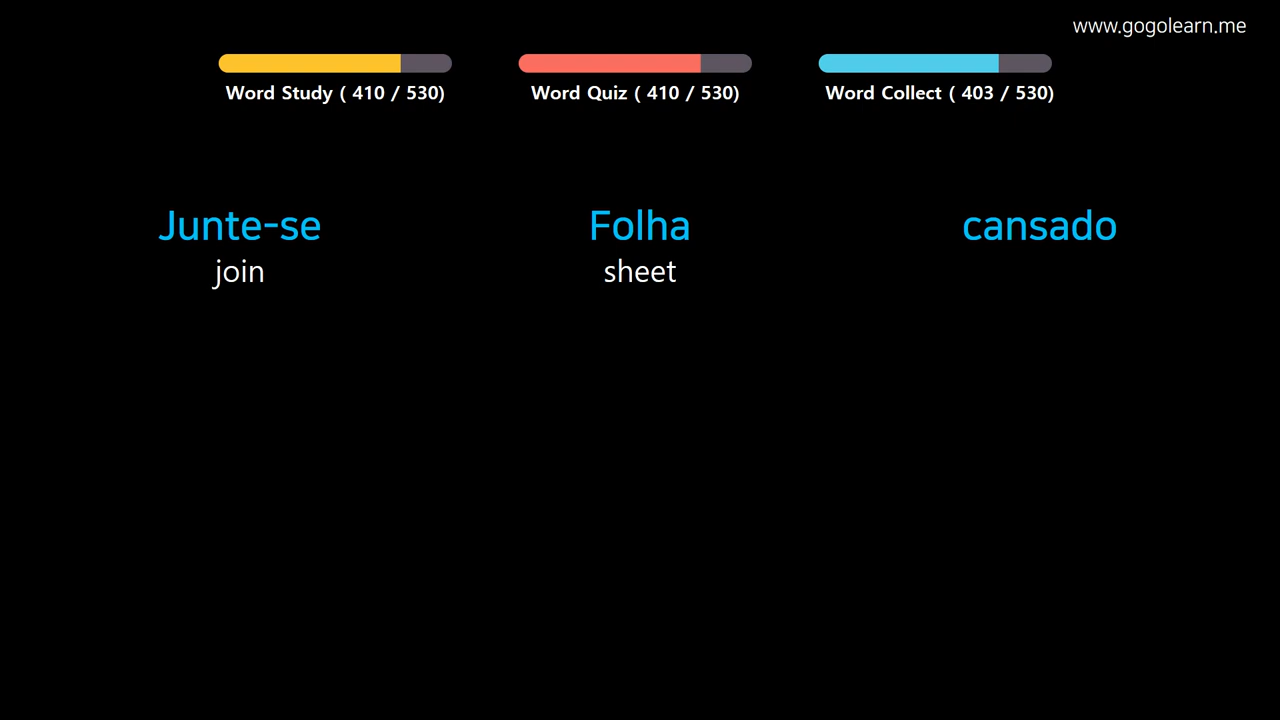 www.gogolearn.me
Word Study ( 410 / 530)
Word Quiz ( 410 / 530)
Word Collect ( 403 / 530)
Junte-se
join
Folha
sheet
cansado